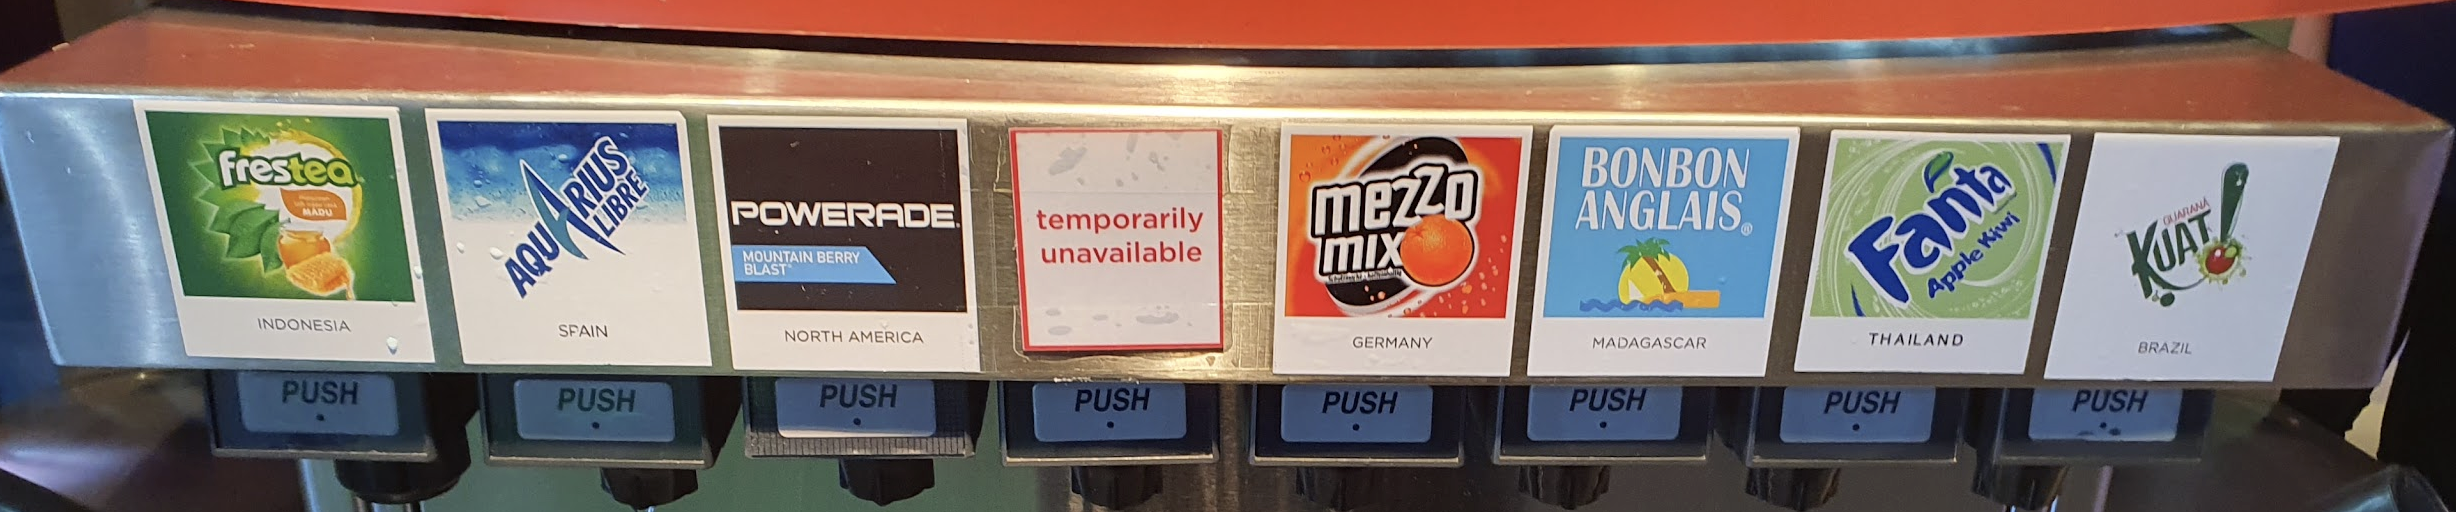 frestea
MADU
INDONESIA
AQUARIUS
LIBRE
SPAIN
POWERADE
MOUNTAIN BERRY
BLAST
NORTH AMERICA
temporarily
unavailable
mezzo
mix
GERMANY
BONBON
ANGLAIS®
MADAGASCAR
Fanta
Apple Kiwi
THAILAND
GUARANÁ
KUAT
BRAZIL
PUSH
PUSH
PUSH
PUSH
PUSH
PUSH
PUSH
PUSH